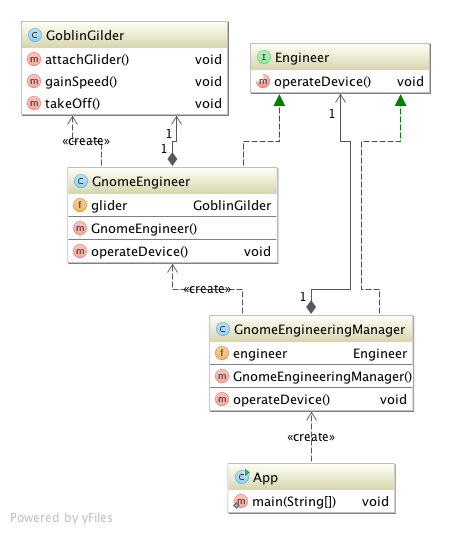 GoblinGilder
attachGlider() void
gainSpeed() void
takeOff() void
Engineer
operateDevice() void
«create»
1
1
1
GnomeEngineer
glider GoblinGilder
GnomeEngineer()
operateDevice() void
«create»
1
GnomeEngineeringManager
engineer Engineer
GnomeEngineeringManager()
operateDevice() void
«create»
App
main(String[]) void
Powered by yFiles